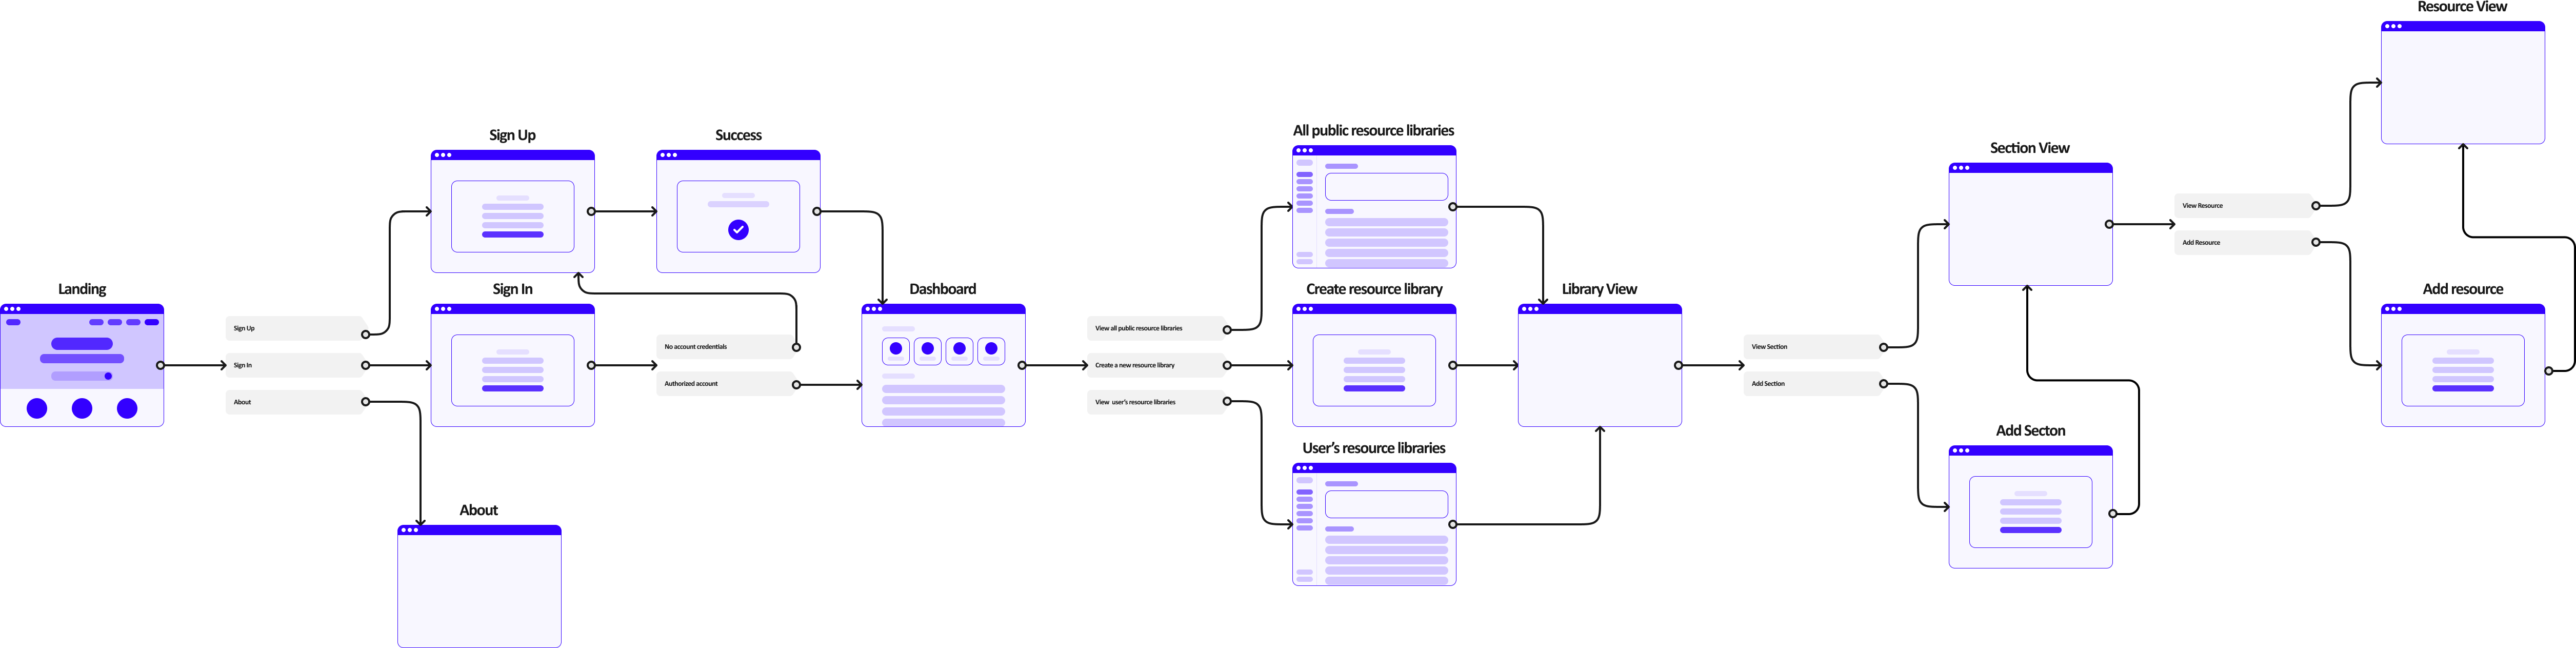 Landing
Sign Up
Sign In
About
Sign Up
Sign In
About
Success
No account credentials
Authorized account
Dashboard
View all public resource libraries
Create a new resource library
View user's resource libraries
All public resource libraries
Create resource library
User's resource libraries
Library View
View Section
Add Section
Section View
Add Secton
View Resource
Add Resource
Resource View
Add resource